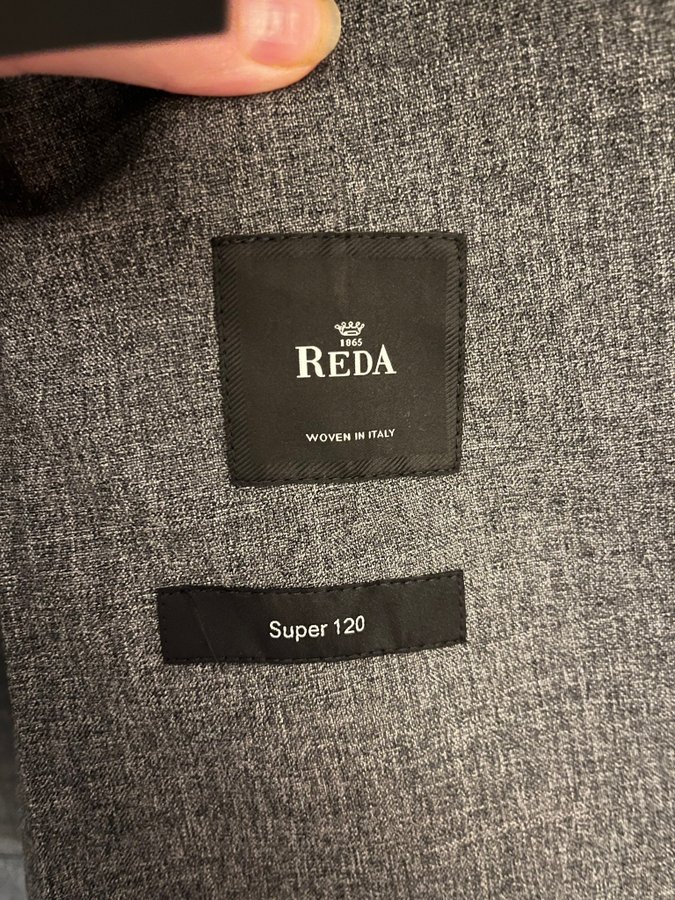 1865
REDA
WOVEN IN ITALY
Super 120